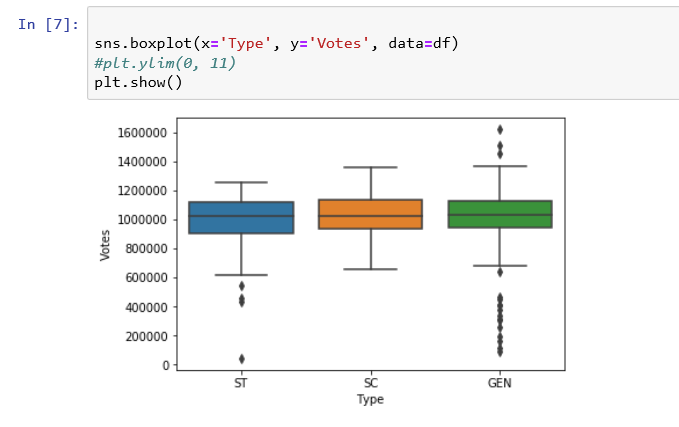 In [7]:
sns.boxplot(x='Type', y='Votes', data=df)
#plt.ylim(0, 11)
plt.show()
1600000
1400000
1200000
1000000
800000
600000
400000
200000
0
Votes
ST SC GEN
Type